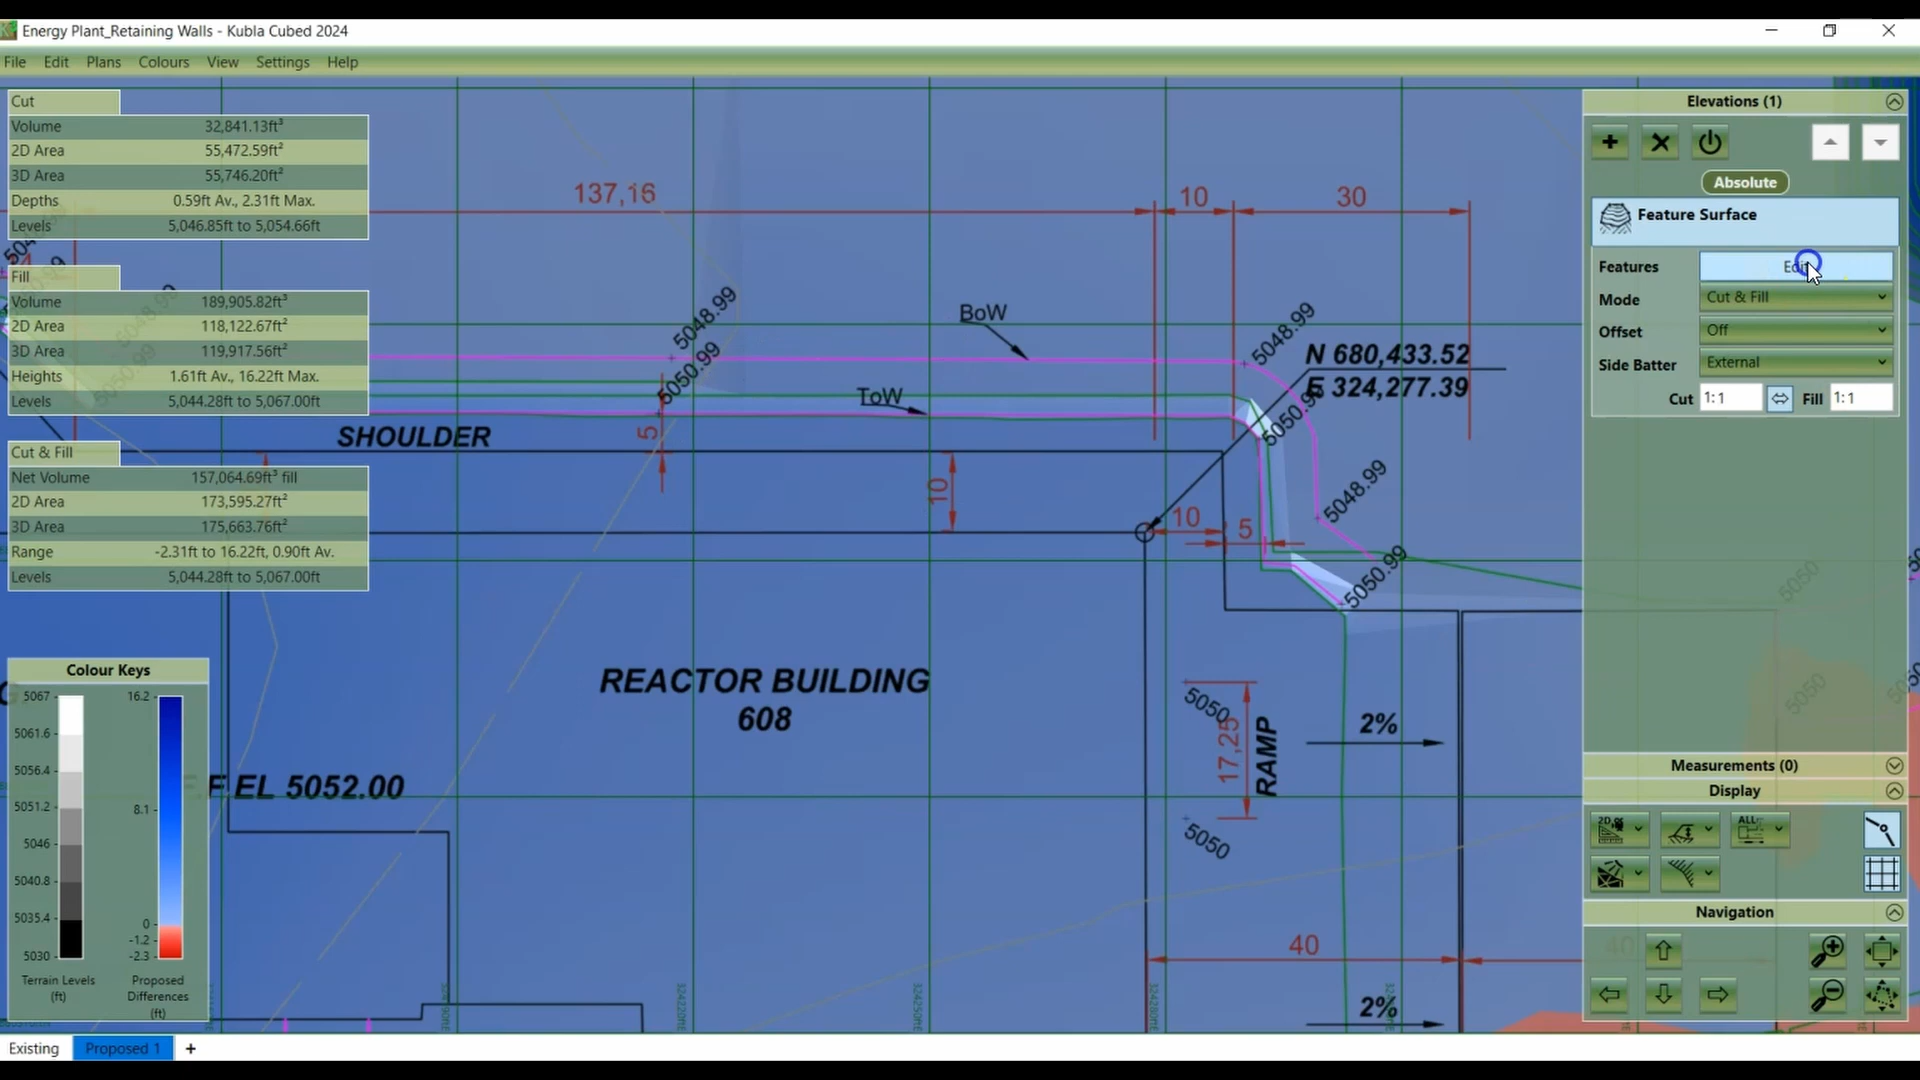 Energy Plant_Retaining Walls - Kubla Cubed 2024
File Edit Plans Colours View Settings Help
Cut
Volume 32,841.13ft³
2D Area 55,472.59ft²
3D Area 55,746.20ft²
Depths 0.59ft Av., 2.31ft Max.
Levels 5,046.85ft to 5,054.66ft
Fill
Volume 189,905.82ft³
2D Area 118,122.67ft²
3D Area 119,917.56ft²
Heights 1.61ft Av., 16.22ft Max.
Levels 5,044.28ft to 5,067.00ft
Cut & Fill
Net Volume 157,064.69ft³ fill
2D Area 173,595.27ft²
3D Area 175,663.76ft²
Range -2.31ft to 16.22ft, 0.90ft Av.
Levels 5,044.28ft to 5,067.00ft
Colour Keys
5067 16.2
5061.6
5056.4
5051.2 8.1
5046
5040.8
5035.4 0
-1.2
5030 -2.3
Terrain Levels (ft)
Proposed Differences (ft)
137,16
10
30
5048.99
5050.99
BoW
ToW
5048.99
N 680,433.52
E 324,277.39
SHOULDER
5
10
10
5
5048.99
5050.99
REACTOR BUILDING
608
F EL 5052.00
5050
17,25
RAMP
5050
2%
40
2%
5050
5050
Elevations (1)
Absolute
Feature Surface
Features
Mode Cut & Fill
Offset Off
Side Batter External
Cut 1:1 Fill 1:1
Measurements (0)
Display
2D
ALL
Navigation
Existing Proposed 1 +